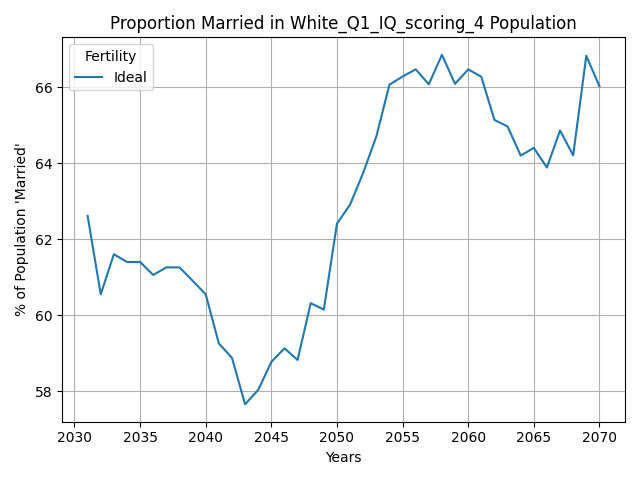 Proportion Married in White_Q1_IQ_scoring_4 Population
% of Population 'Married'
Fertility
Ideal
66
64
62
60
58
2030 2035 2040 2045 2050 2055 2060 2065 2070
Years